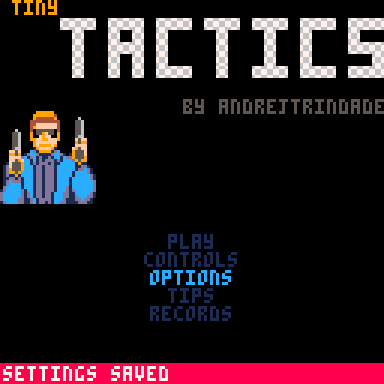 TINY
TACTICS
BY ANDREITRINDADE
PLAY
CONTROLS
OPTIONS
TIPS
RECORDS
SETTINGS SAVED